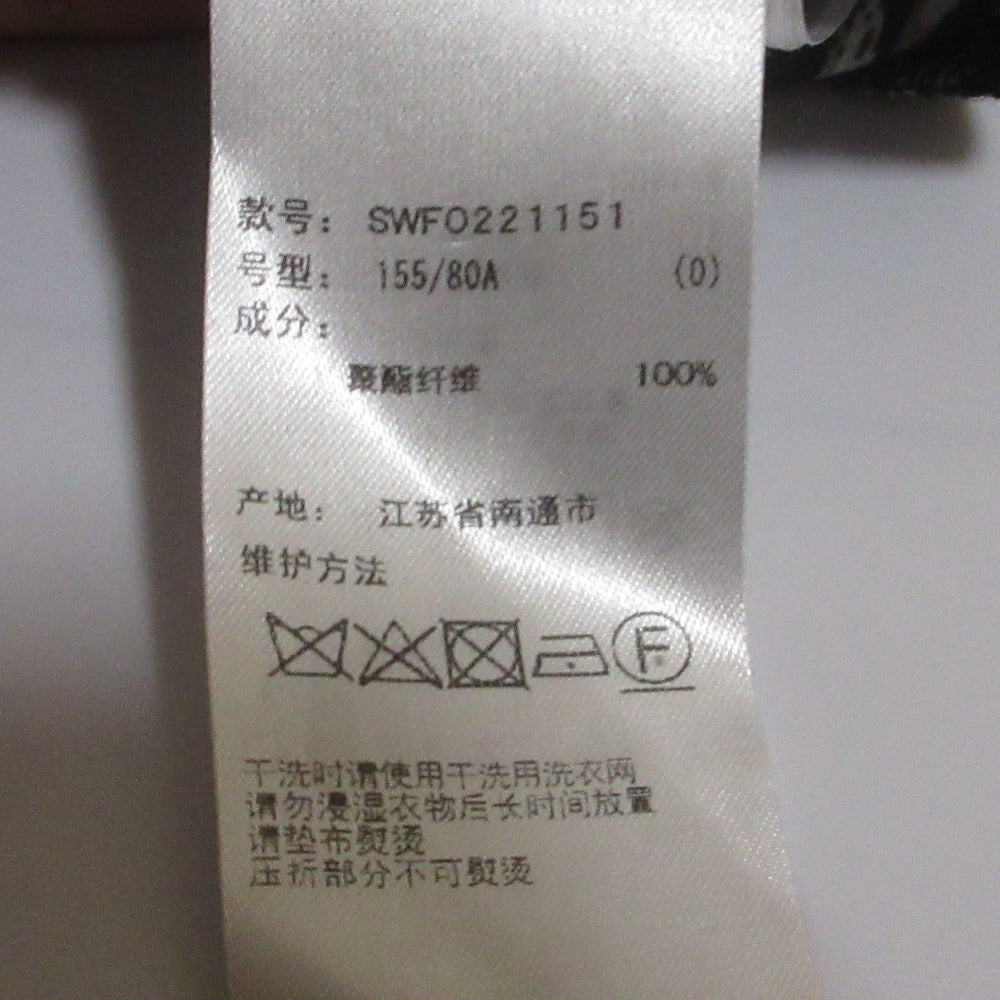 款号： SWFO221151
号型： 155/80A (0)
成分：
聚酯纤维 100%
产地： 江苏省南通市
维护方法
F
干洗时请使用干洗用洗衣网
请勿浸湿衣物后长时间放置
请垫布熨烫
压折部分不可熨烫